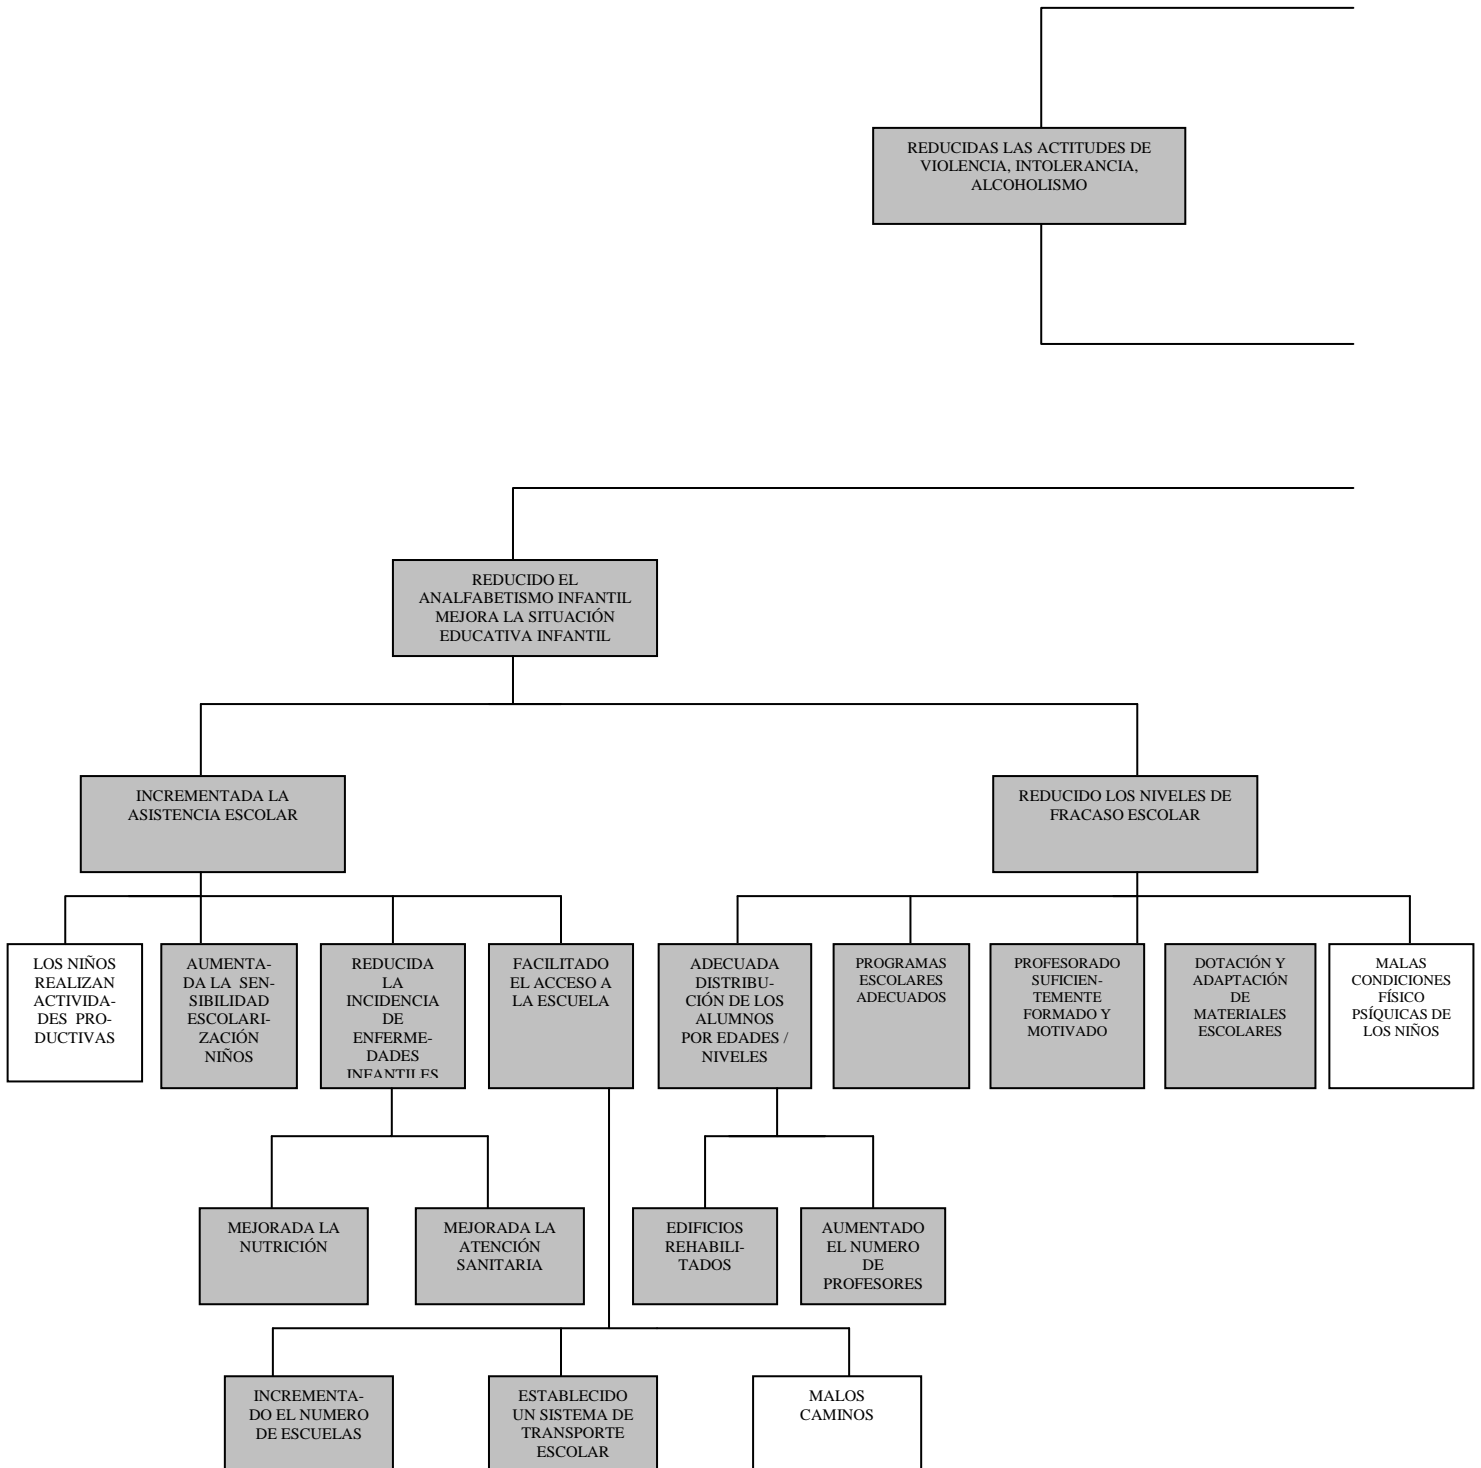 REDUCIDAS LAS ACTITUDES DE
VIOLENCIA, INTOLERANCIA,
ALCOHOLISMO
REDUCIDO EL
ANALFABETISMO INFANTIL
MEJORA LA SITUACIÓN
EDUCATIVA INFANTIL
INCREMENTADA LA
ASISTENCIA ESCOLAR
REDUCIDO LOS NIVELES DE
FRACASO ESCOLAR
LOS NIÑOS
REALIZAN
ACTIVIDA-
DES PRO-
DUCTIVAS
AUMENTA-
DA LA SEN-
SIBILIDAD
ESCOLARI-
ZACIÓN
NIÑOS
REDUCIDA
LA
INCIDENCIA
DE
ENFERME-
DADES
INFANTILES
FACILITADO
EL ACCESO A
LA ESCUELA
ADECUADA
DISTRIBU-
CIÓN DE LOS
ALUMNOS
POR EDADES /
NIVELES
PROGRAMAS
ESCOLARES
ADECUADOS
PROFESORADO
SUFICIEN-
TEMENTE
FORMADO Y
MOTIVADO
DOTACIÓN Y
ADAPTACIÓN
DE
MATERIALES
ESCOLARES
MALAS
CONDICIONES
FÍSICO
PSÍQUICAS DE
LOS NIÑOS
MEJORADA LA
NUTRICIÓN
MEJORADA LA
ATENCIÓN
SANITARIA
EDIFICIOS
REHABILI-
TADOS
AUMENTADO
EL NUMERO
DE
PROFESORES
INCREMENTA-
DO EL NUMERO
DE ESCUELAS
ESTABLECIDO
UN SISTEMA DE
TRANSPORTE
ESCOLAR
MALOS
CAMINOS